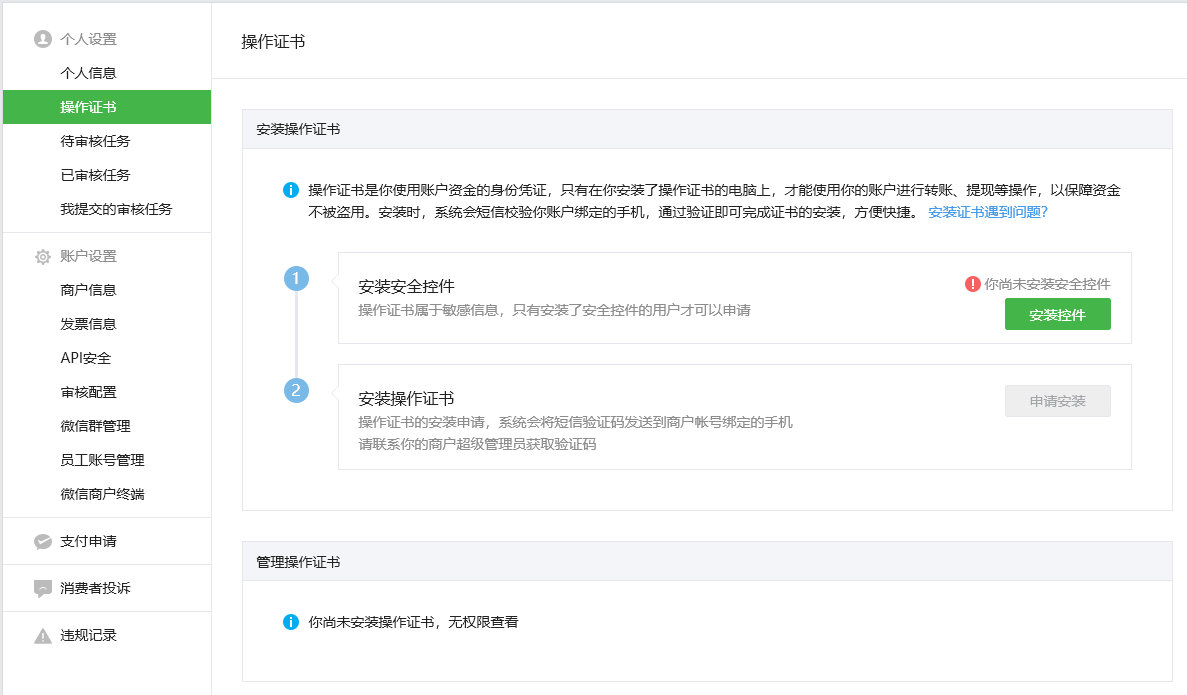 个人设置
个人信息
操作证书
待审核任务
已审核任务
我提交的审核任务
账户设置
商户信息
发票信息
API安全
审核配置
微信群管理
员工账号管理
微信商户终端
支付申请
消费者投诉
违规记录
操作证书
安装操作证书
操作证书是你使用账户资金的身份凭证，只有在你安装了操作证书的电脑上，才能使用你的账户进行转账、提现等操作，以保障资金
不被盗用。安装时，系统会短信校验你账户绑定的手机，通过验证即可完成证书的安装，方便快捷。 安装证书遇到问题？
1
安装安全控件
操作证书属于敏感信息，只有安装了安全控件的用户才可以申请
你尚未安装安全控件
安装控件
2
安装操作证书
操作证书的安装申请，系统会将短信验证码发送到商户帐号绑定的手机
请联系你的商户超级管理员获取验证码
申请安装
管理操作证书
你尚未安装操作证书，无权限查看